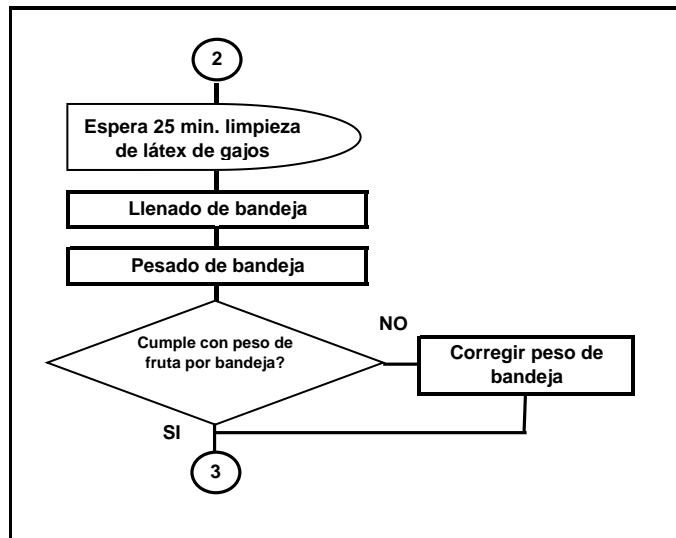 2
Espera 25 min. limpieza
de látex de gajos
Llenado de bandeja
Pesado de bandeja
Cumple con peso de
fruta por bandeja?
NO
Corregir peso de
bandeja
SI
3